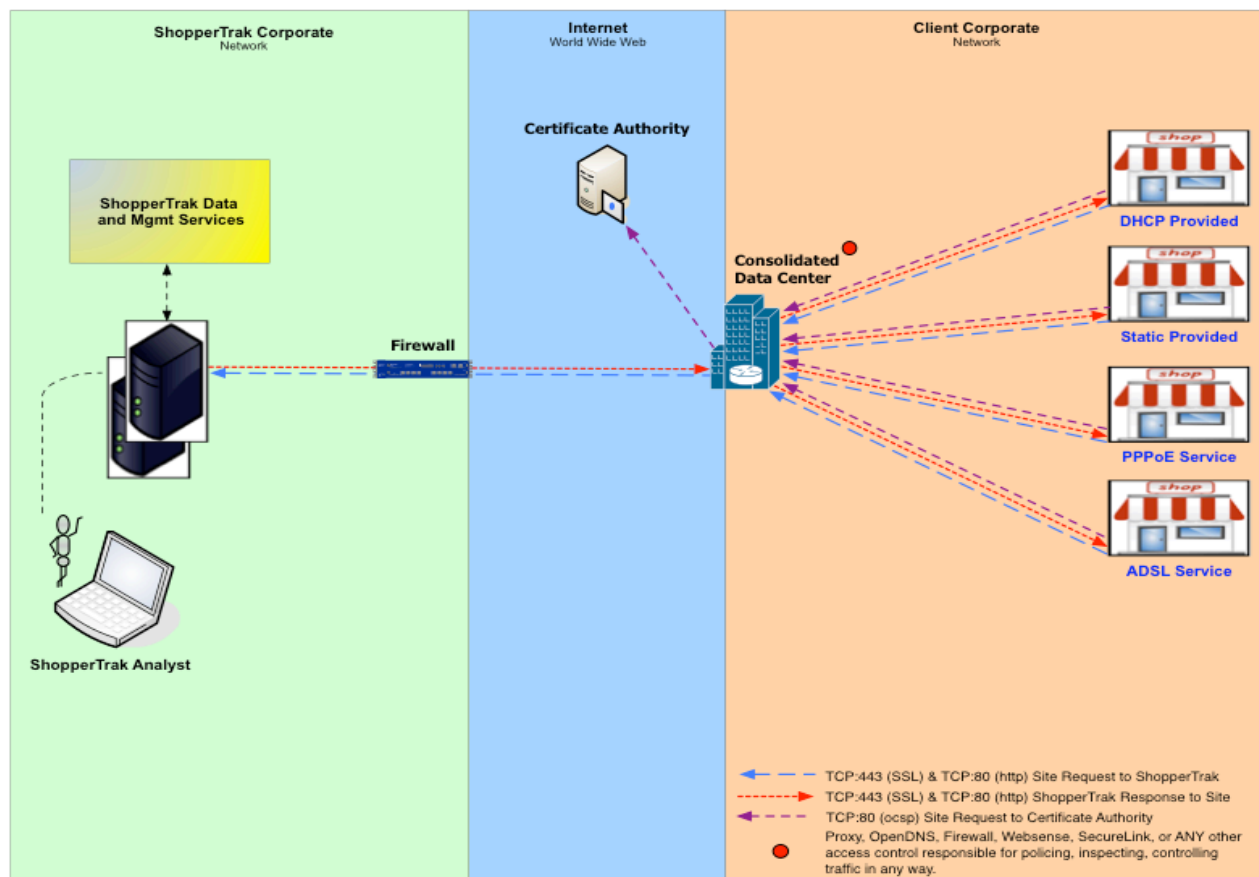 ShopperTrak Corporate
Network
Internet
World Wide Web
Client Corporate
Network
Certificate Authority
ShopperTrak Data
and Mgmt Services
Consolidated
Data Center
Firewall
shop
DHCP Provided
shop
Static Provided
shop
PPPoE Service
shop
ADSL Service
ShopperTrak Analyst
TCP:443 (SSL) & TCP:80 (http) Site Request to ShopperTrak
TCP:443 (SSL) & TCP:80 (http) ShopperTrak Response to Site
TCP:80 (ocsp) Site Request to Certificate Authority
Proxy, OpenDNS, Firewall, Websense, SecureLink, or ANY other
access control responsible for policing, inspecting, controlling
traffic in any way.